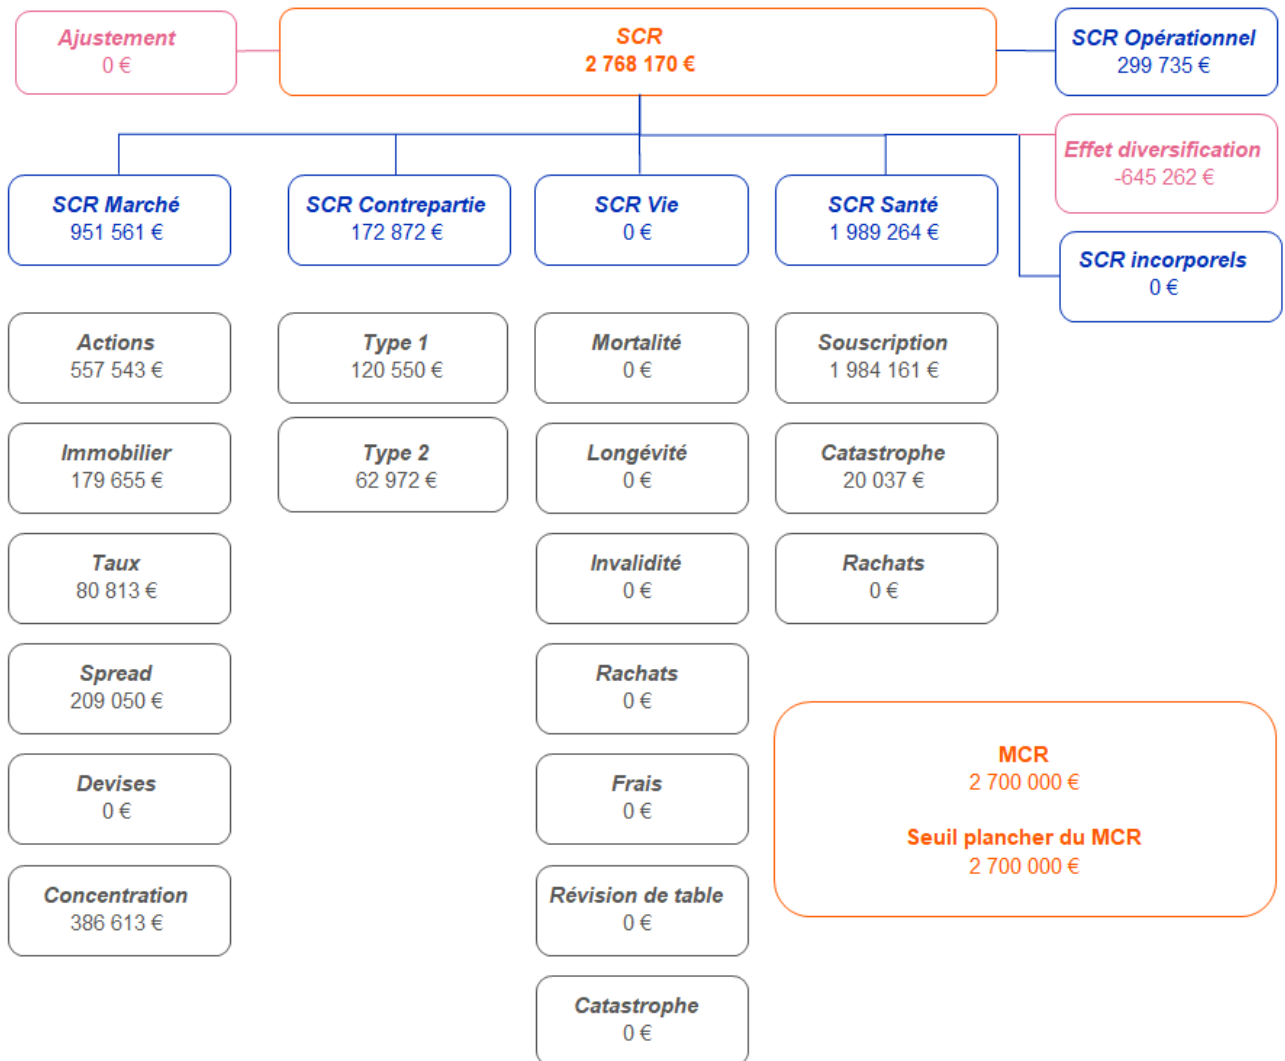 Ajustement
0 €
SCR
2 768 170 €
SCR Opérationnel
299 735 €
Effet diversification
-645 262 €
SCR Marché
951 561 €
SCR Contrepartie
172 872 €
SCR Vie
0 €
SCR Santé
1 989 264 €
SCR incorporels
0 €
Actions
557 543 €
Type 1
120 550 €
Mortalité
0 €
Souscription
1 984 161 €
Immobilier
179 655 €
Type 2
62 972 €
Longévité
0 €
Catastrophe
20 037 €
Taux
80 813 €
Invalidité
0 €
Rachats
0 €
Spread
209 050 €
Rachats
0 €
Devises
0 €
Frais
0 €
MCR
2 700 000 €
Seuil plancher du MCR
2 700 000 €
Concentration
386 613 €
Révision de table
0 €
Catastrophe
0 €